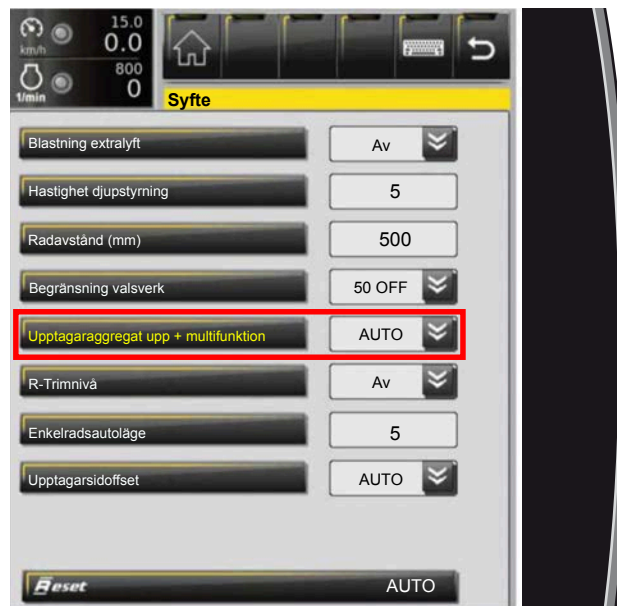 15.0
km/h 0.0
800
1/min 0
Syfte
Blastning extralyft Av
Hastighet djupstyrning 5
Radavstånd (mm) 500
Begränsning valsverk 50 OFF
Upptagaraggregat upp + multifunktion AUTO
R-Trimnivå Av
Enkelradsautoläge 5
Upptagarsidoffset AUTO
Reset AUTO